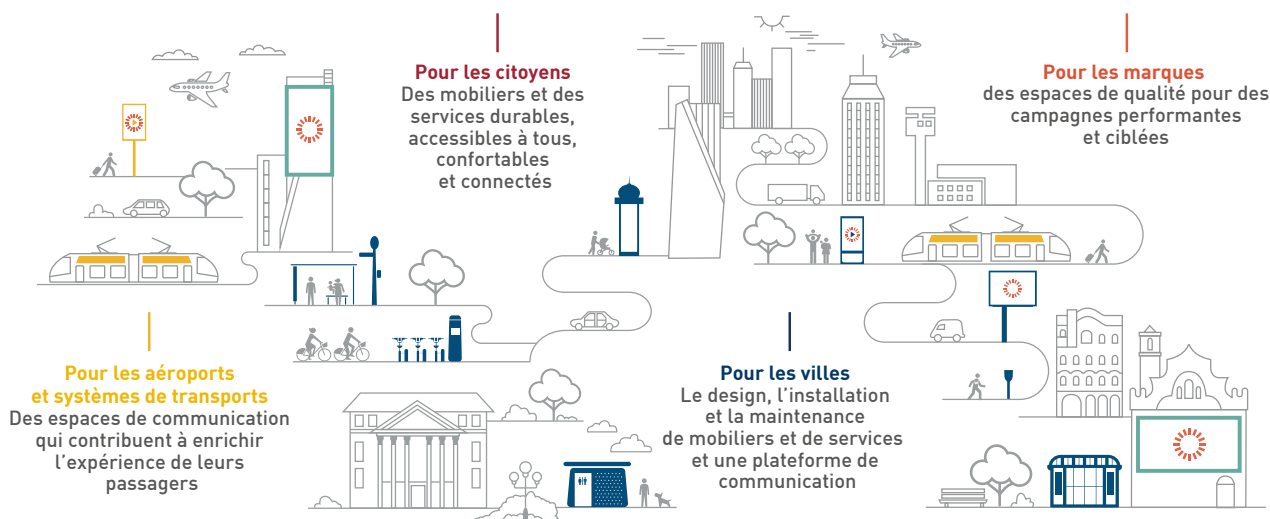 Pour les citoyens
Des mobiliers et des
services durables,
accessibles à tous,
confortables
et connectés
Pour les marques
des espaces de qualité pour des
campagnes performantes
et ciblées
Pour les aéroports
et systèmes de transports
Des espaces de communication
qui contribuent à enrichir
l’expérience de leurs
passagers
Pour les villes
Le design, l’installation
et la maintenance
de mobiliers et de services
et une plateforme de
communication